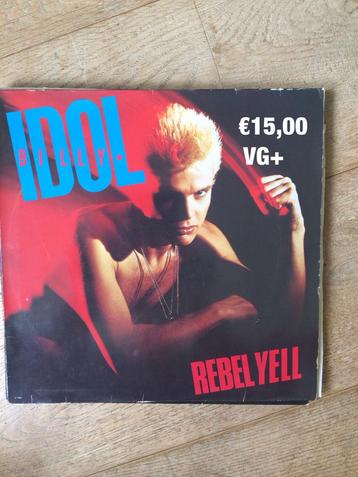 IDOL
BILLY
€15,00
VG+
REBEL YELL